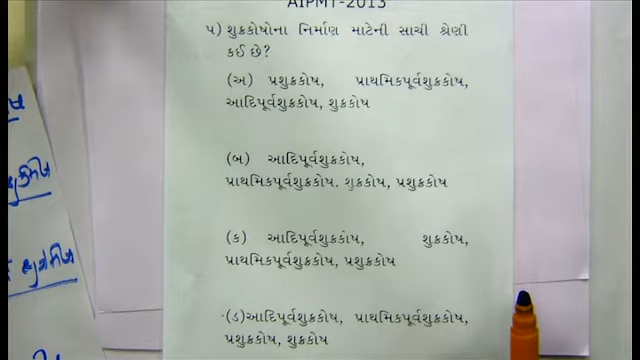 AIPMT-2013
૫) શુક્રકોષોના નિર્માણ માટેની સાચી શ્રેણી
કઈ છે?
(અ) પ્રશુક્રકોષ, પ્રાથમિકપૂર્વશુક્રકોષ,
આદિપૂર્વશુક્રકોષ, શુક્રકોષ
(બ) આદિપૂર્વશુક્રકોષ,
પ્રાથમિકપૂર્વશુક્રકોષ. શુક્રકોષ, પ્રશુક્રકોષ
(ક) આદિપૂર્વશુક્રકોષ, શુક્રકોષ,
પ્રાથમિકપૂર્વશુક્રકોષ, પ્રશુક્રકોષ
(ડ)આદિપૂર્વશુક્રકોષ, પ્રાથમિકપૂર્વશુક્રકોષ,
પ્રશુક્રકોષ, શુક્રકોષ